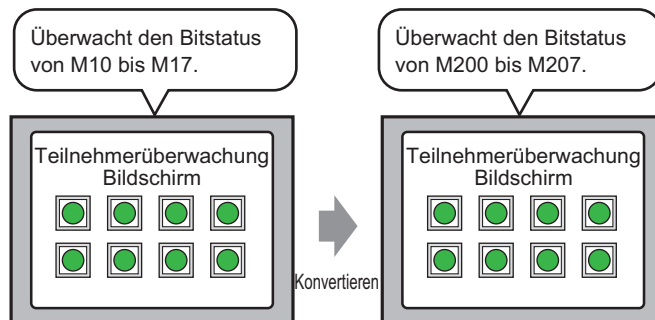 Überwacht den Bitstatus
von M10 bis M17.
Überwacht den Bitstatus
von M200 bis M207.
Teilnehmerüberwachung
Bildschirm
Konvertieren
Teilnehmerüberwachung
Bildschirm